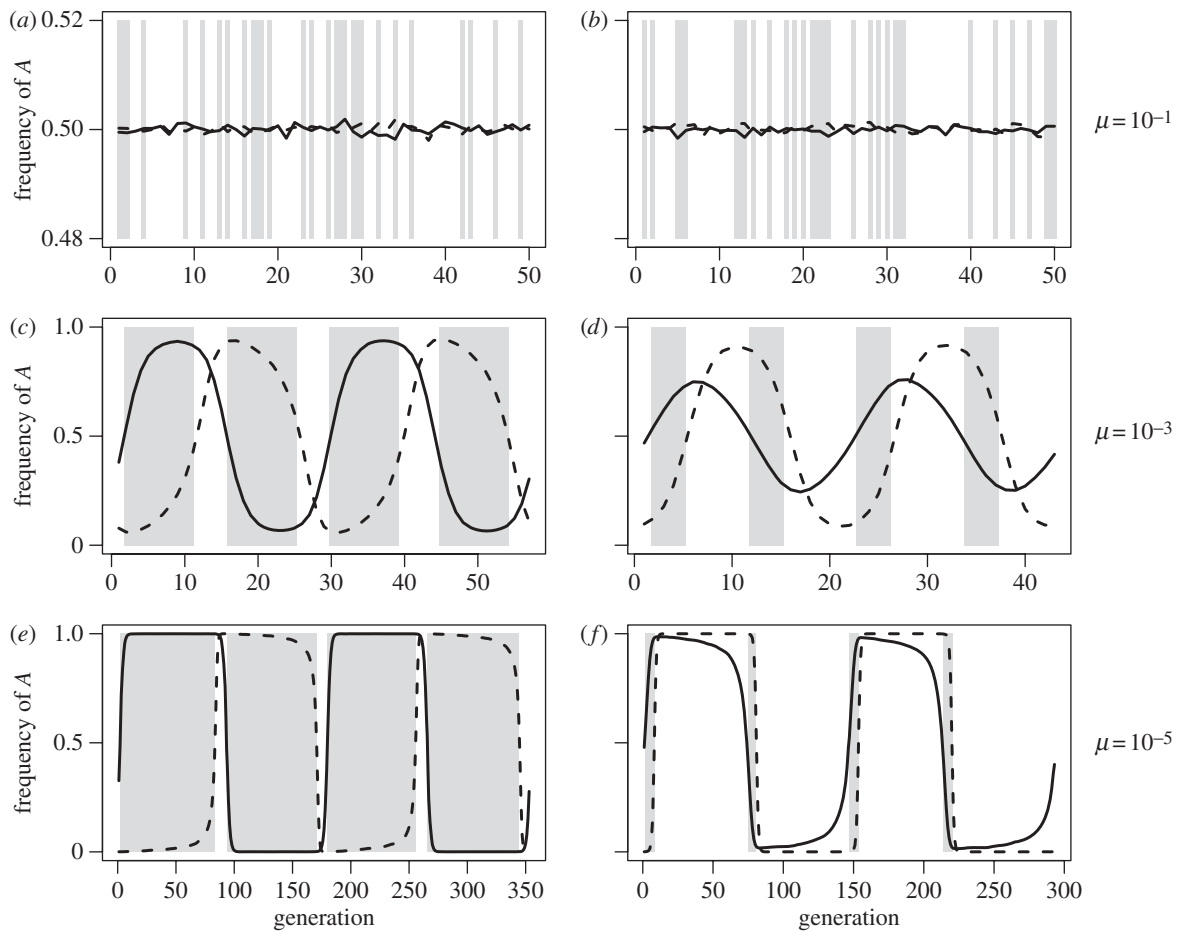 (a) 0.52
0.50
0.48
frequency of A
0 10 20 30 40 50
(b)
0 10 20 30 40 50
μ = 10⁻¹
(c) 1.0
0.5
0
frequency of A
0 10 20 30 40 50
(d)
0 10 20 30 40
μ = 10⁻³
(e) 1.0
0.5
0
frequency of A
0 50 100 150 200 250 300 350
generation
(f)
0 50 100 150 200 250 300
generation
μ = 10⁻⁵